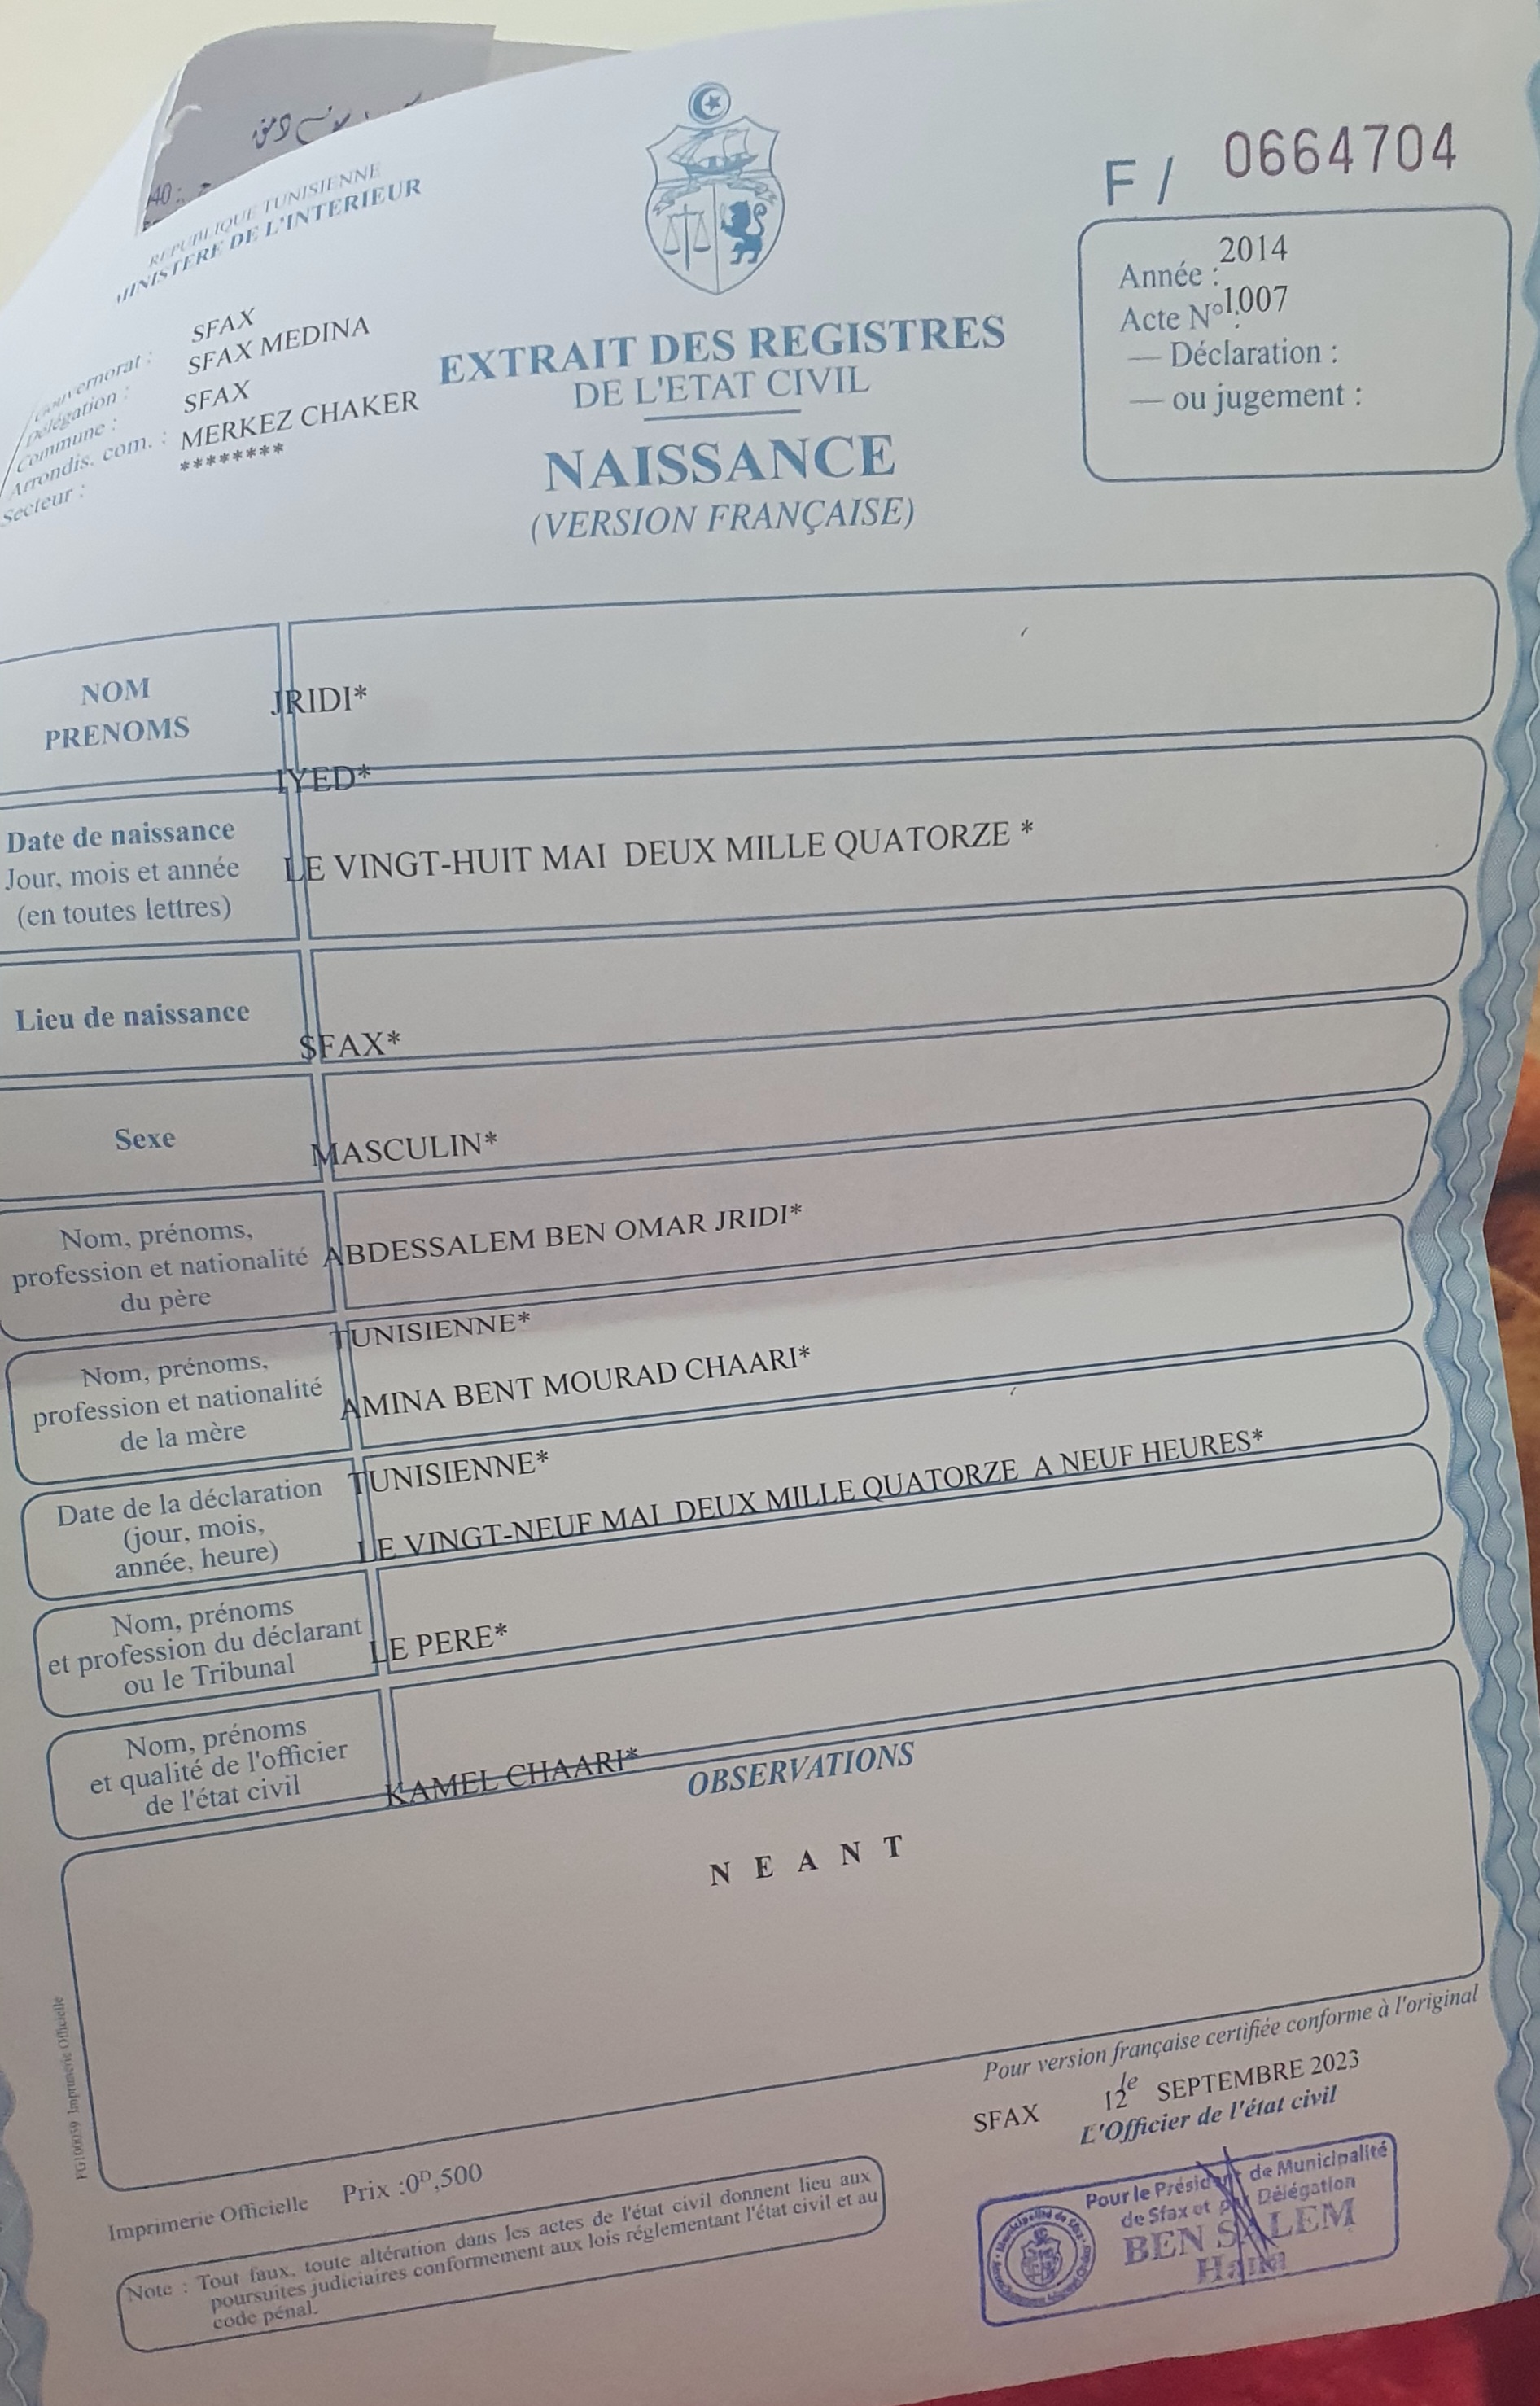 REPUBLIQUE TUNISIENNE
MINISTERE DE L'INTERIEUR
Gouvernorat : SFAX
Délégation : SFAX MEDINA
Commune : SFAX
Arrondis. com. : MERKEZ CHAKER
Secteur : ********
40 :
EXTRAIT DES REGISTRES
DE L'ETAT CIVIL
NAISSANCE
(VERSION FRANÇAISE)
F / 0664704
Année : 2014
Acte N° : 1007
— Déclaration :
— ou jugement :
NOM
PRENOMS
JRIDI*
IYED*
Date de naissance
Jour, mois et année
(en toutes lettres)
LE VINGT-HUIT MAI DEUX MILLE QUATORZE *
Lieu de naissance
SFAX*
Sexe
MASCULIN*
Nom, prénoms,
profession et nationalité
du père
ABDESSALEM BEN OMAR JRIDI*
TUNISIENNE*
Nom, prénoms,
profession et nationalité
de la mère
AMINA BENT MOURAD CHAARI*
TUNISIENNE*
Date de la déclaration
(jour, mois,
année, heure)
LE VINGT-NEUF MAI DEUX MILLE QUATORZE A NEUF HEURES*
Nom, prénoms
et profession du déclarant
ou le Tribunal
LE PERE*
Nom, prénoms
et qualité de l'officier
de l'état civil
KAMEL CHAARI*
OBSERVATIONS
N E A N T
Pour version française certifiée conforme à l'original
SFAX le 12 SEPTEMBRE 2023
L'Officier de l'état civil
Pour le Président de Municipalité
de Sfax et par Délégation
BEN SALEM
FG100059 Imprimerie Officielle
Imprimerie Officielle Prix :0ᴰ,500
Note : Tout faux, toute altération dans les actes de l'état civil donnent lieu aux
poursuites judiciaires conformement aux lois réglementant l'état civil et au
code pénal.